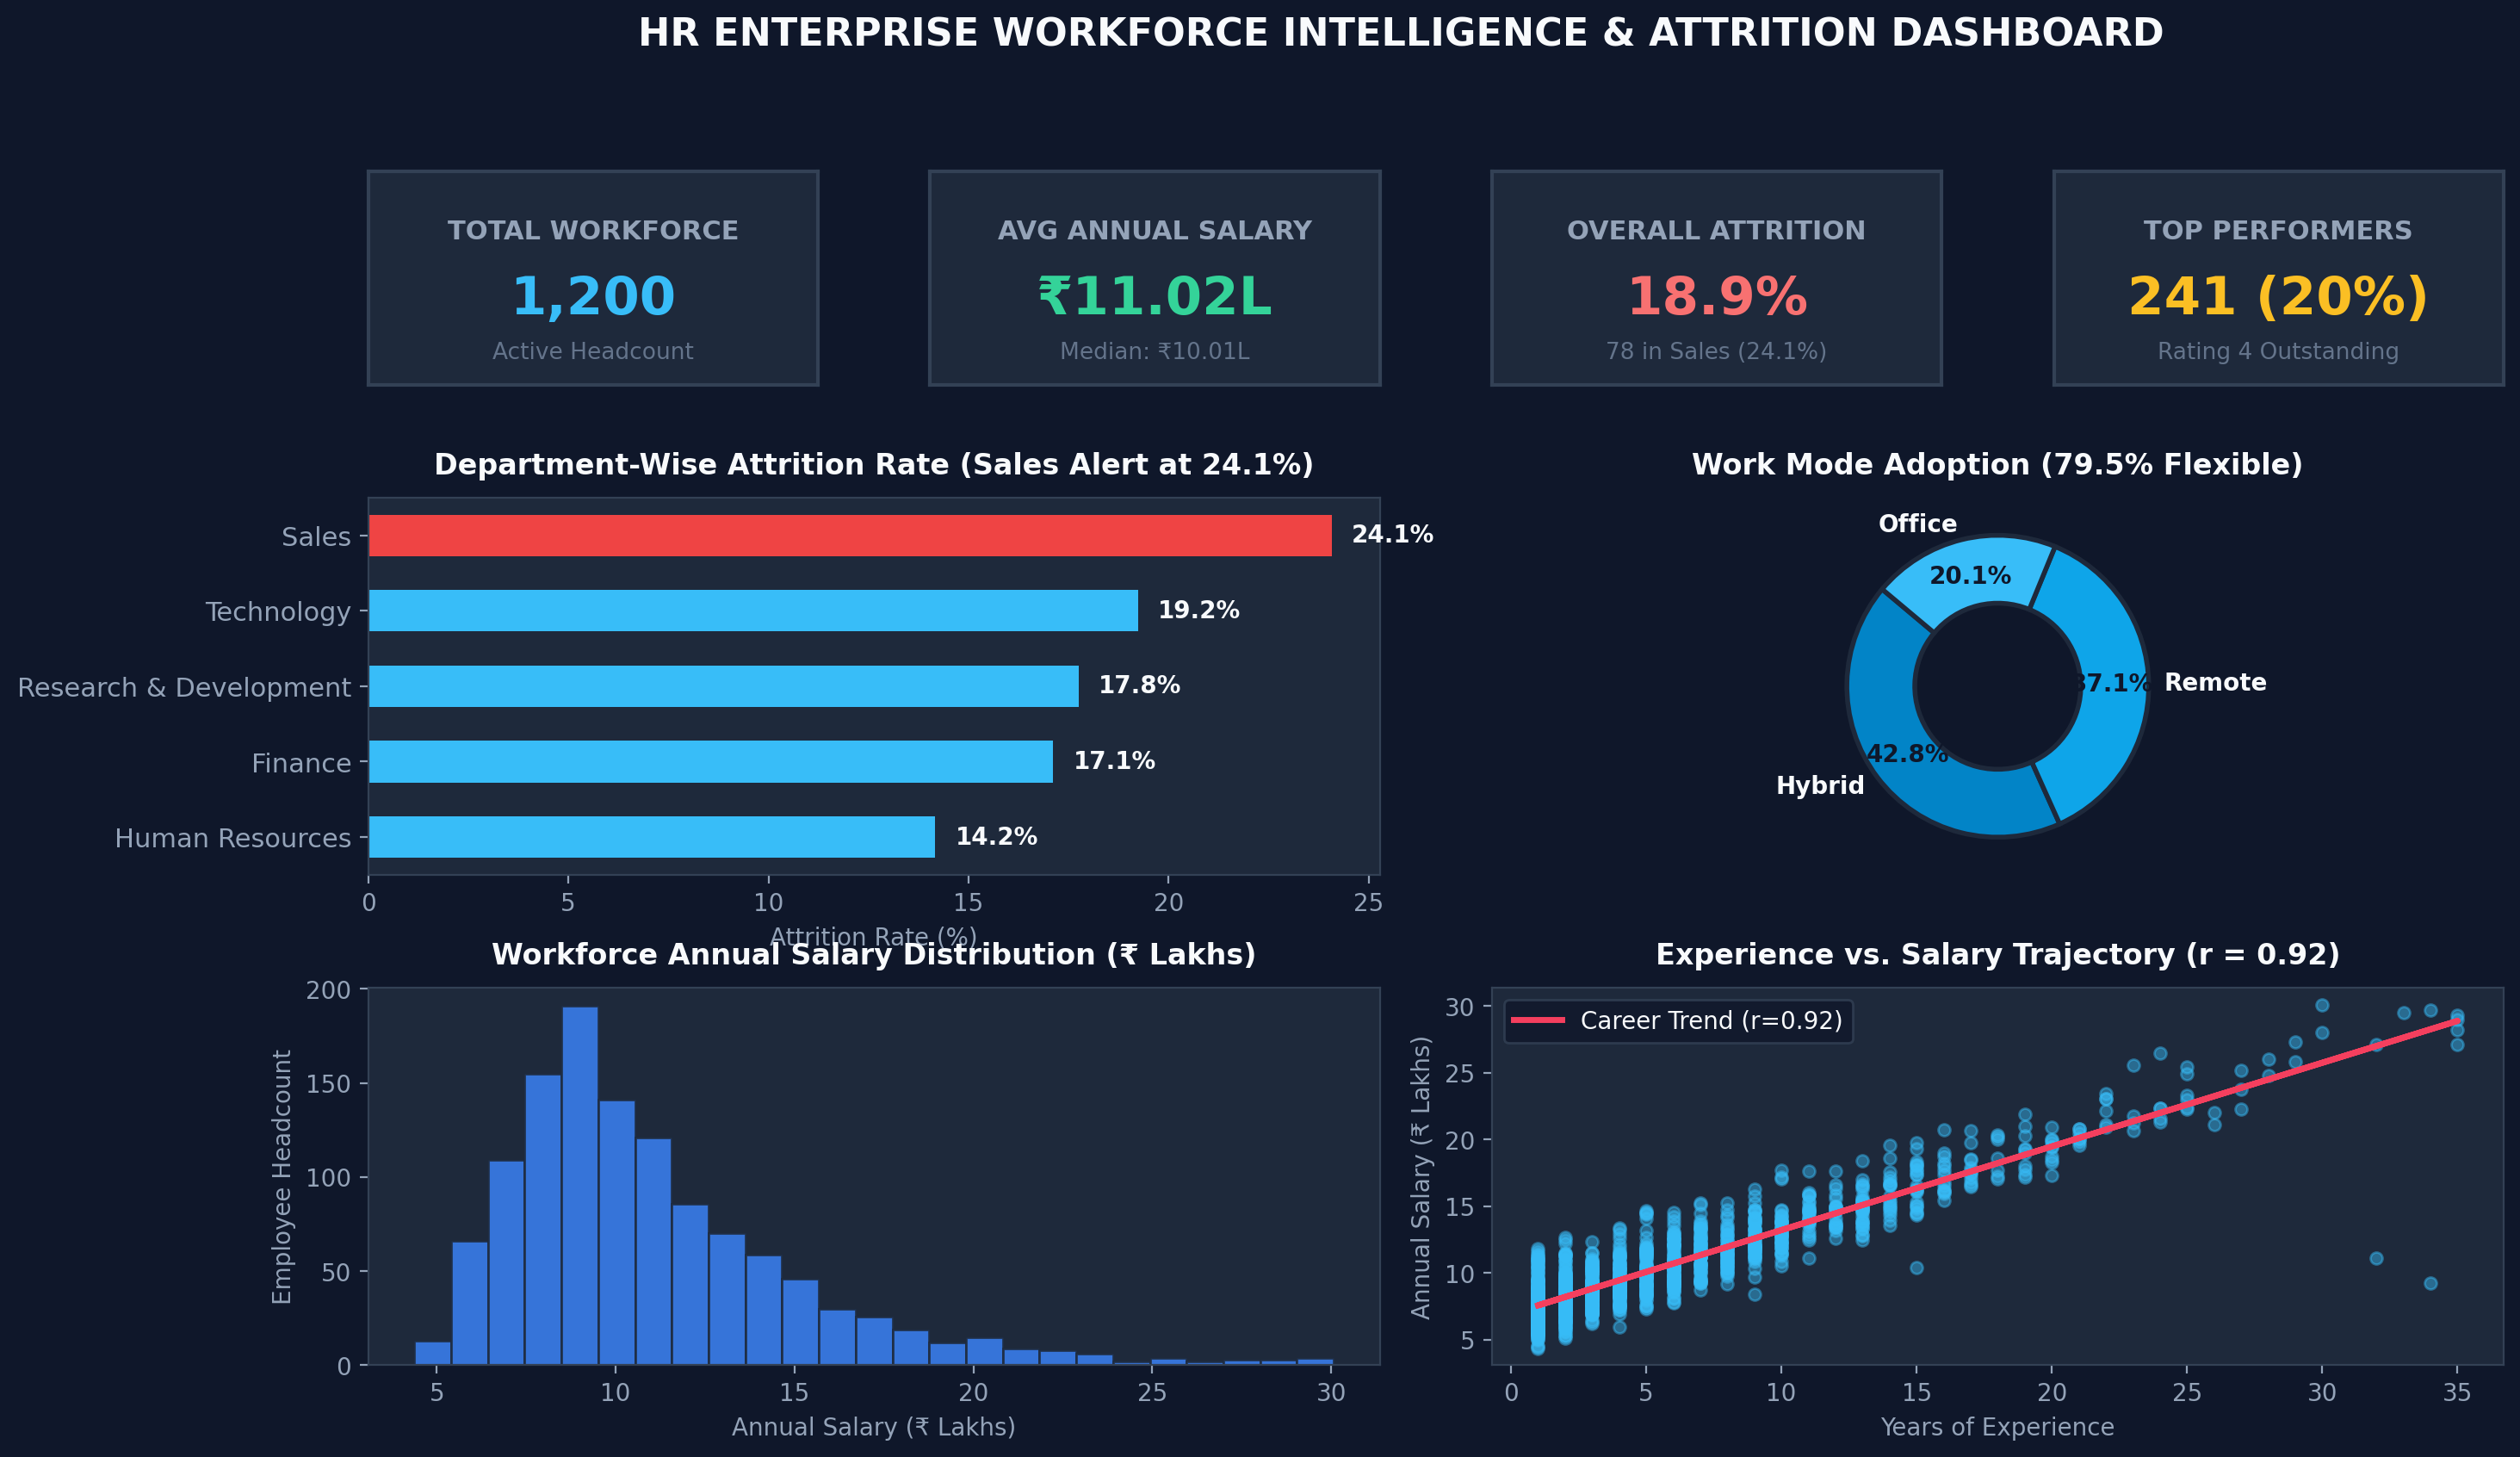 HR ENTERPRISE WORKFORCE INTELLIGENCE & ATTRITION DASHBOARD
TOTAL WORKFORCE
1,200
Active Headcount
AVG ANNUAL SALARY
₹11.02L
Median: ₹10.01L
OVERALL ATTRITION
18.9%
78 in Sales (24.1%)
TOP PERFORMERS
241 (20%)
Rating 4 Outstanding
Department-Wise Attrition Rate (Sales Alert at 24.1%)
Sales
24.1%
Technology
19.2%
Research & Development
17.8%
Finance
17.1%
Human Resources
14.2%
0 5 10 15 20 25
Attrition Rate (%)
Work Mode Adoption (79.5% Flexible)
Office
20.1%
37.1%
Remote
42.8%
Hybrid
Workforce Annual Salary Distribution (₹ Lakhs)
Employee Headcount
200
150
100
50
0
5 10 15 20 25 30
Annual Salary (₹ Lakhs)
Experience vs. Salary Trajectory (r = 0.92)
Career Trend (r=0.92)
Annual Salary (₹ Lakhs)
30
25
20
15
10
5
0 5 10 15 20 25 30 35
Years of Experience